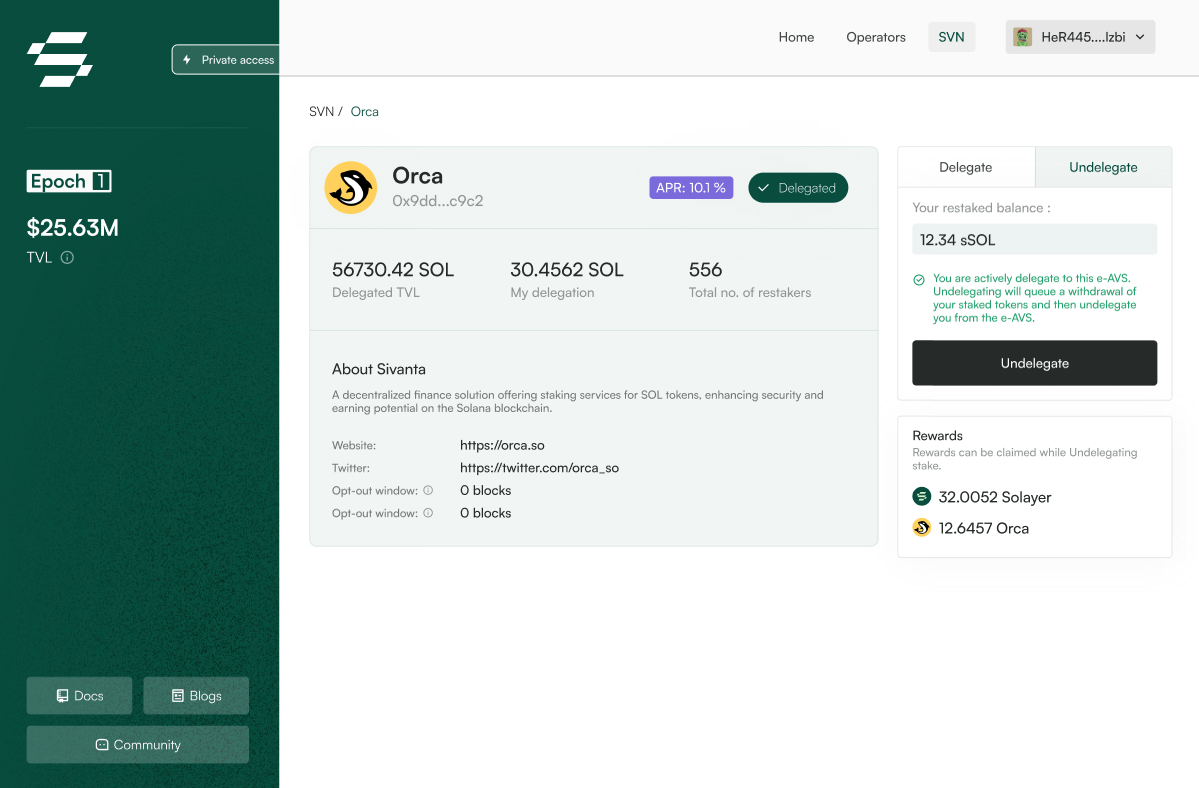 Private access
Home
Operators
SVN
HeR445....lzbi
Epoch 1
$25.63M
TVL
Docs
Blogs
Community
SVN / Orca
Orca
0x9dd...c9c2
APR: 10.1 %
Delegated
56730.42 SOL
Delegated TVL
30.4562 SOL
My delegation
556
Total no. of restakers
About Sivanta
A decentralized finance solution offering staking services for SOL tokens, enhancing security and
earning potential on the Solana blockchain.
Website: https://orca.so
Twitter: https://twitter.com/orca_so
Opt-out window: 0 blocks
Opt-out window: 0 blocks
Delegate
Undelegate
Your restaked balance :
12.34 sSOL
You are actively delegate to this e-AVS.
Undelegating will queue a withdrawal of
your staked tokens and then undelegate
you from the e-AVS.
Undelegate
Rewards
Rewards can be claimed while Undelegating
stake.
32.0052 Solayer
12.6457 Orca